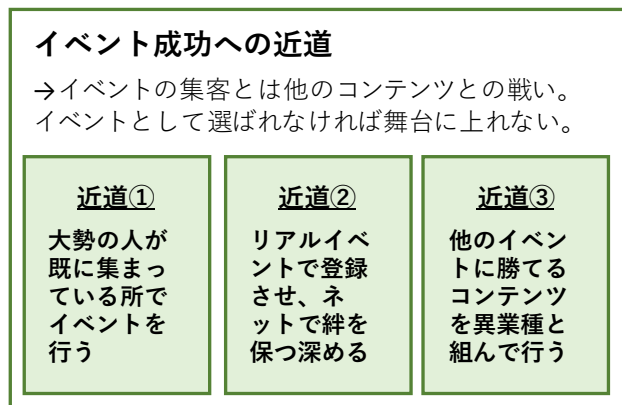 イベント成功への近道
→イベントの集客とは他のコンテンツとの戦い。
イベントとして選ばれなければ舞台に上れない。
近道①
大勢の人が
既に集まっ
ている所で
イベントを
行う
近道②
リアルイベ
ントで登録
させ、ネ
ットで絆を
保つ深める
近道③
他のイベン
トに勝てる
コンテンツ
を異業種と
組んで行う